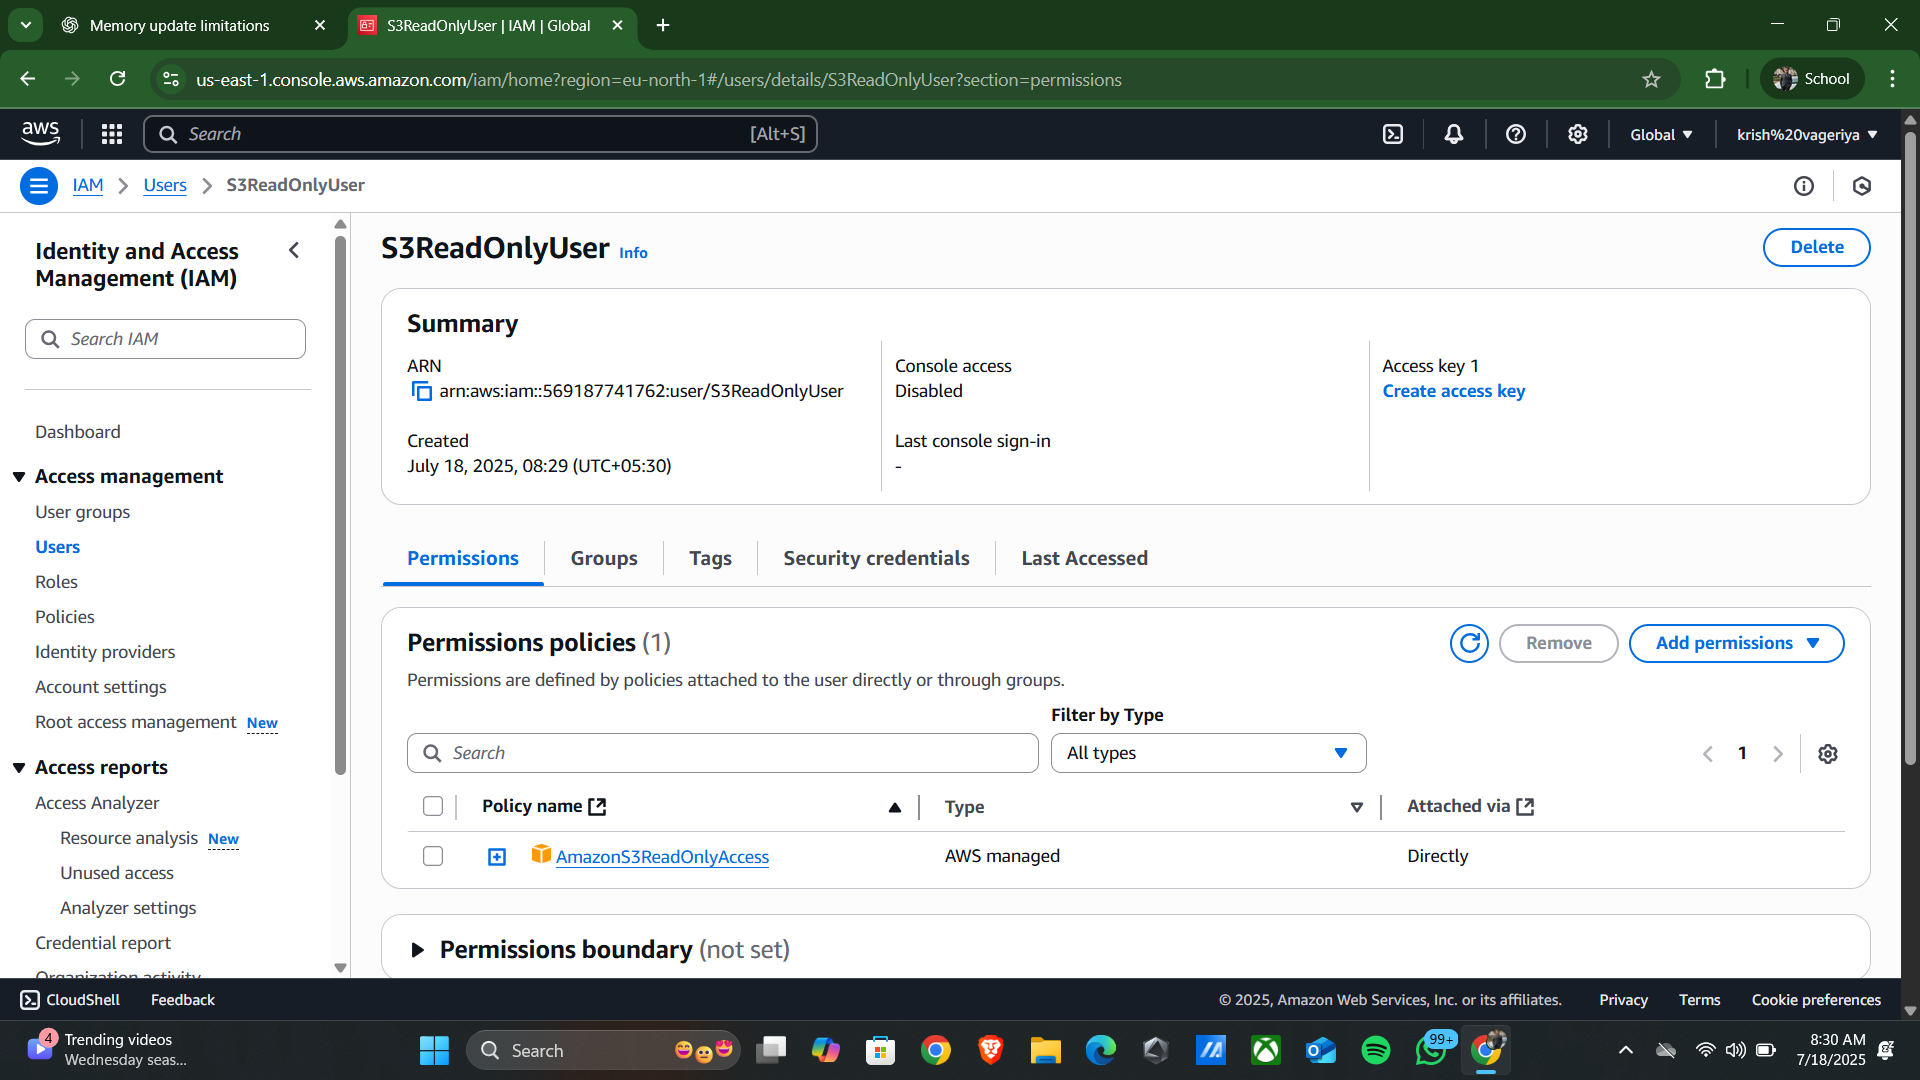 Memory update limitations
S3ReadOnlyUser | IAM | Global
us-east-1.console.aws.amazon.com/iam/home?region=eu-north-1#/users/details/S3ReadOnlyUser?section=permissions
School
aws
Search
[Alt+S]
Global
krish%20vageriya
IAM
Users
S3ReadOnlyUser
Identity and Access
Management (IAM)
Search IAM
Dashboard
Access management
User groups
Users
Roles
Policies
Identity providers
Account settings
Root access management New
Access reports
Access Analyzer
Resource analysis New
Unused access
Analyzer settings
Credential report
Organization activity
S3ReadOnlyUser Info
Delete
Summary
ARN
arn:aws:iam::569187741762:user/S3ReadOnlyUser
Created
July 18, 2025, 08:29 (UTC+05:30)
Console access
Disabled
Last console sign-in
-
Access key 1
Create access key
Permissions
Groups
Tags
Security credentials
Last Accessed
Permissions policies (1)
Remove
Add permissions
Permissions are defined by policies attached to the user directly or through groups.
Filter by Type
Search
All types
1
Policy name
Type
Attached via
AmazonS3ReadOnlyAccess
AWS managed
Directly
Permissions boundary (not set)
CloudShell
Feedback
© 2025, Amazon Web Services, Inc. or its affiliates.
Privacy
Terms
Cookie preferences
4
Trending videos
Wednesday seas...
Search
99+
8:30 AM
7/18/2025